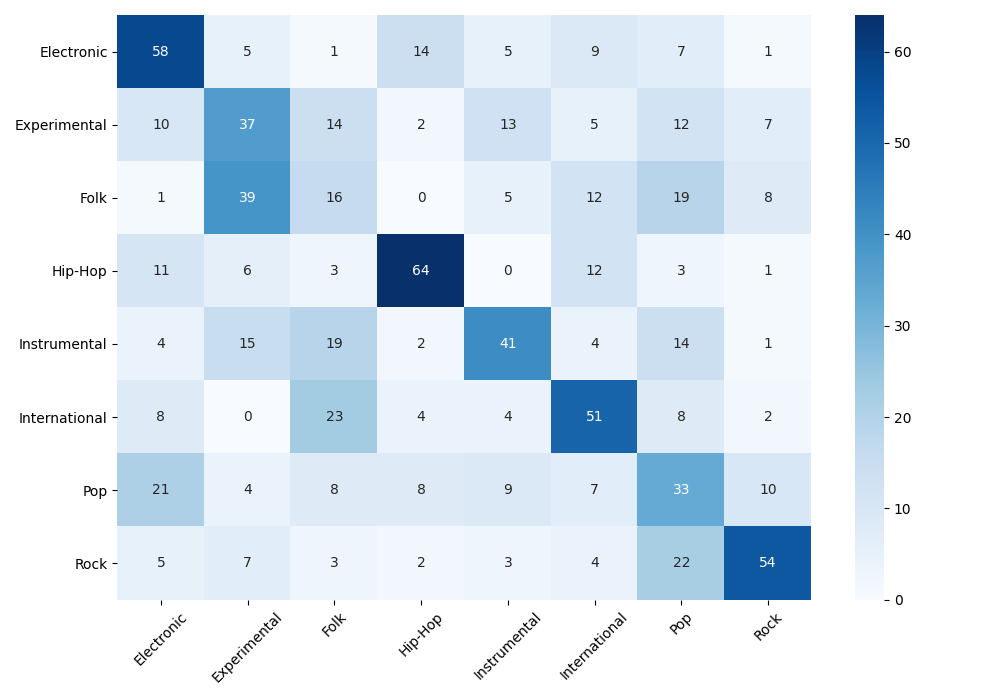 Electronic 58 5 1 14 5 9 7 1
Experimental 10 37 14 2 13 5 12 7
Folk 1 39 16 0 5 12 19 8
Hip-Hop 11 6 3 64 0 12 3 1
Instrumental 4 15 19 2 41 4 14 1
International 8 0 23 4 4 51 8 2
Pop 21 4 8 8 9 7 33 10
Rock 5 7 3 2 3 4 22 54
Electronic Experimental Folk Hip-Hop Instrumental International Pop Rock
60
50
40
30
20
10
0